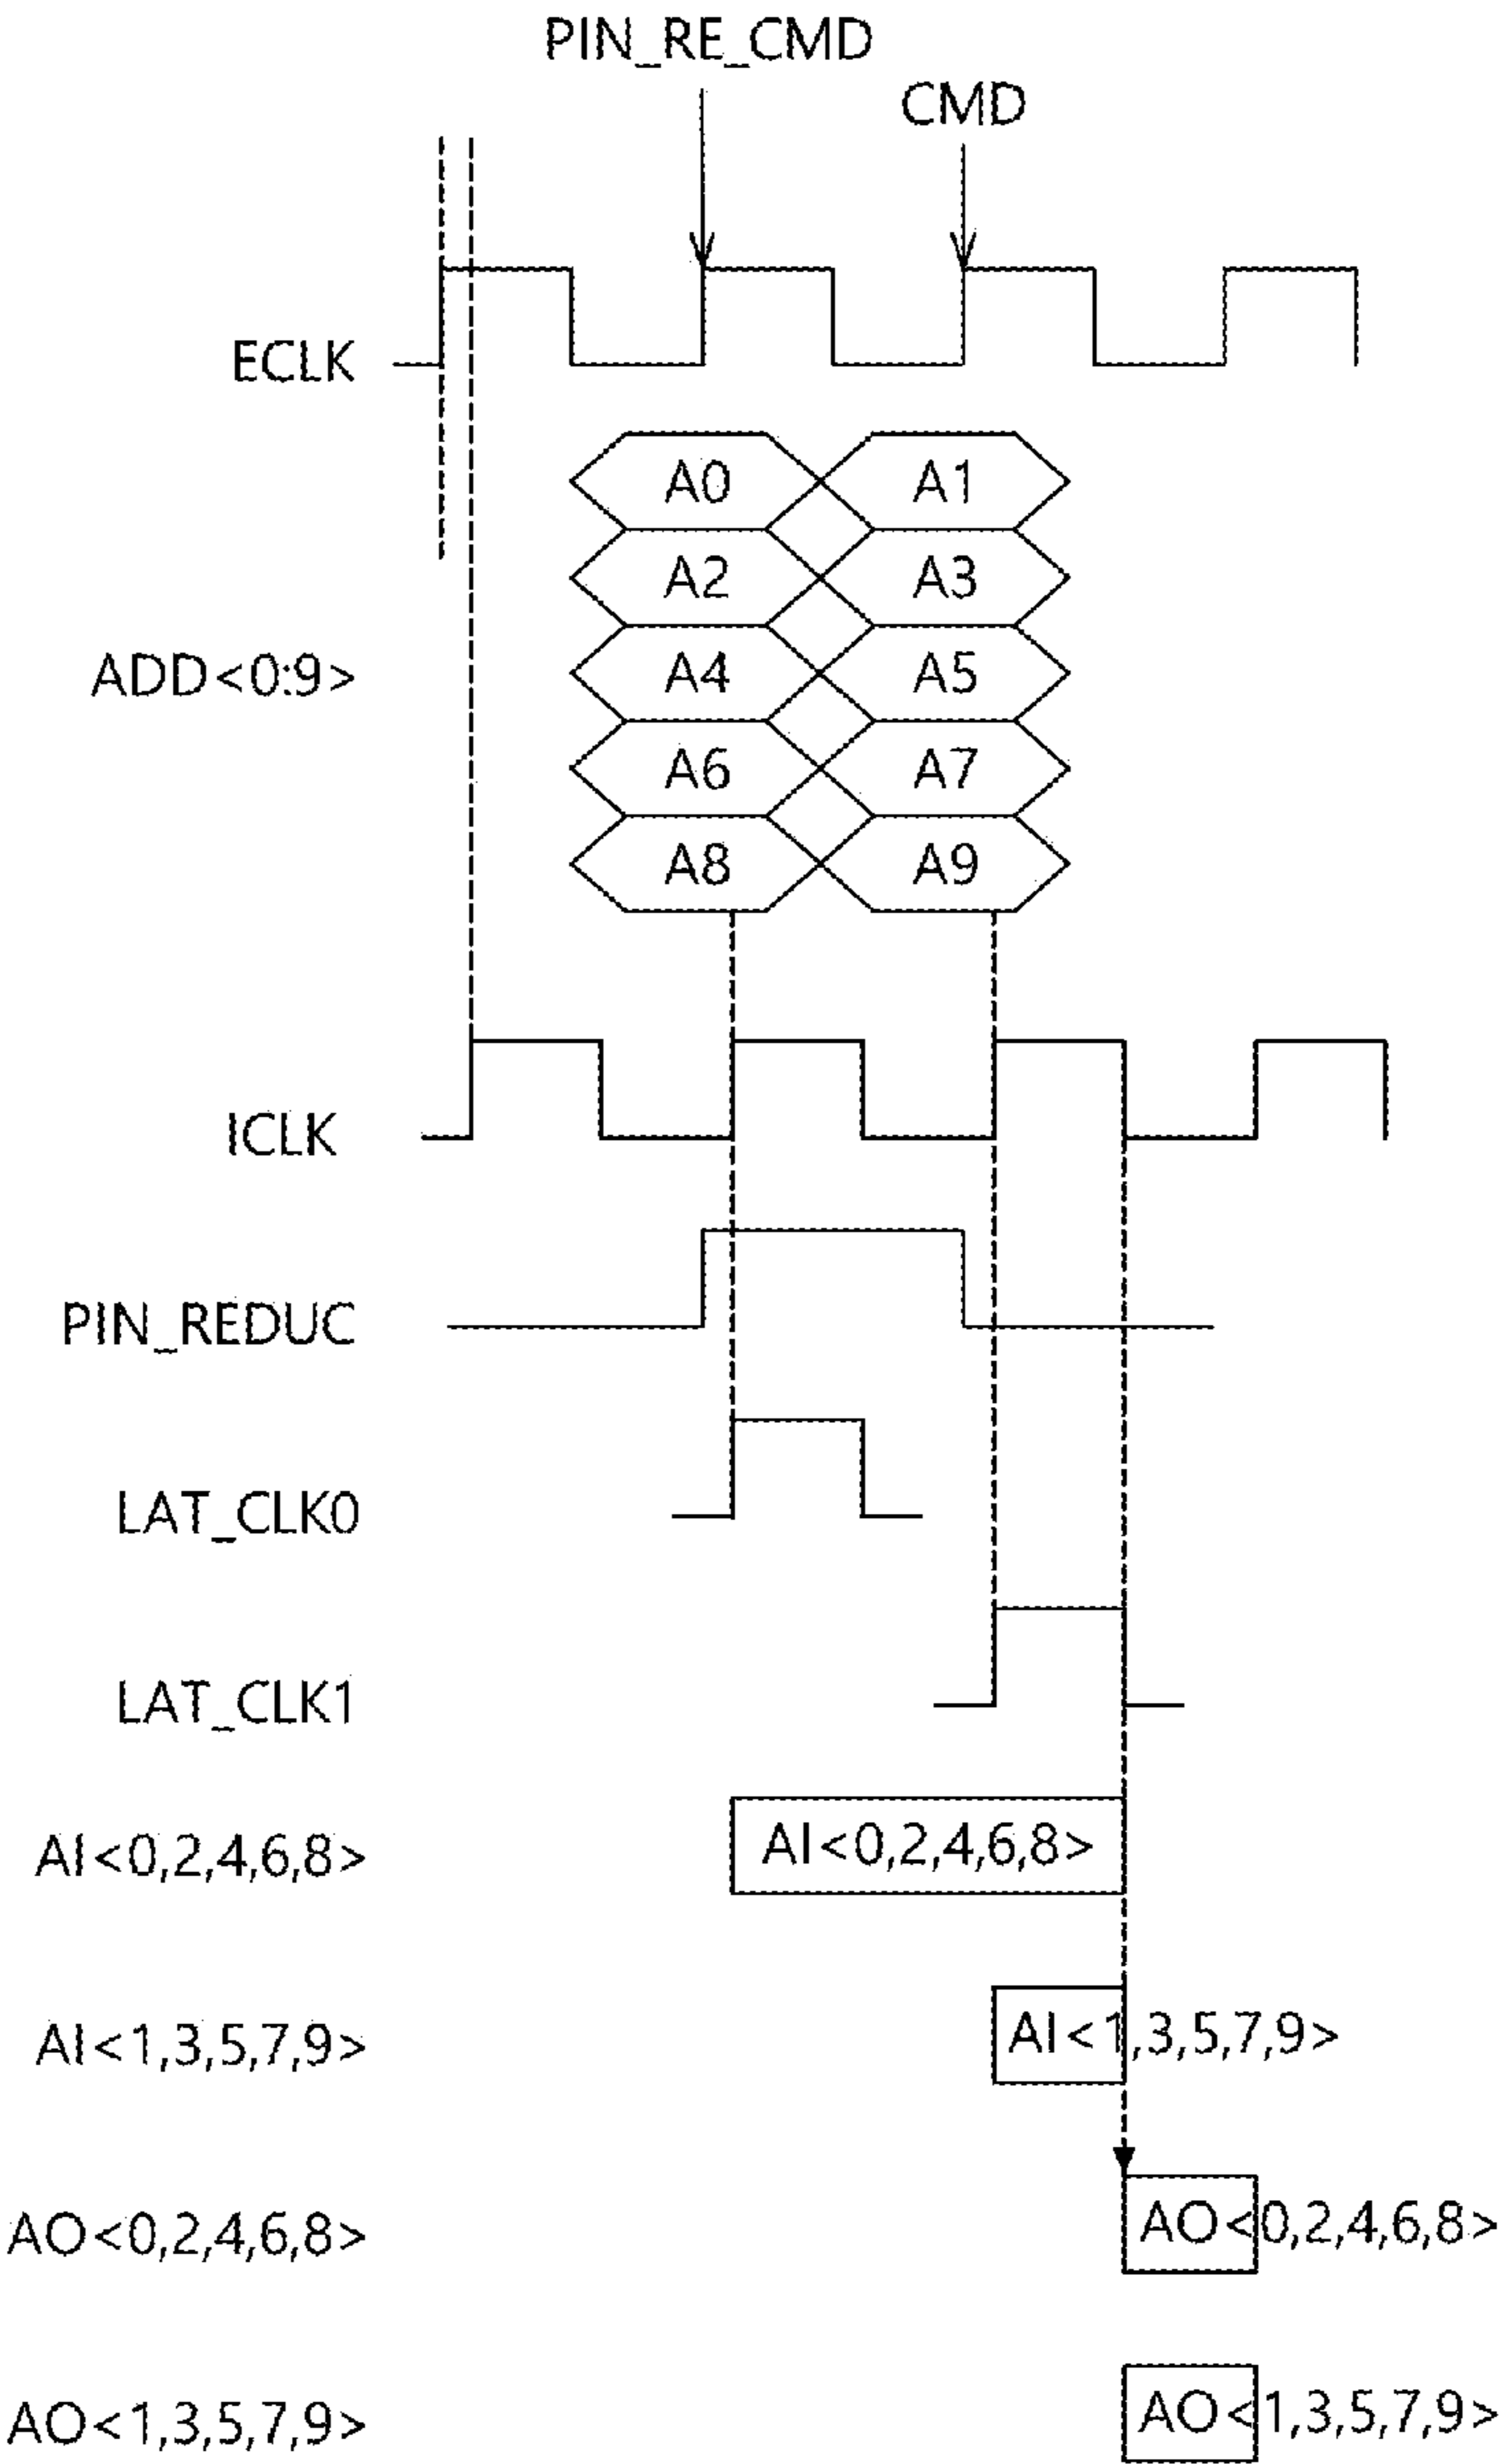 PIN_RE_CMD
CMD
ECLK
A0 A1
A2 A3
ADD<0:9> A4 A5
A6 A7
A8 A9
ICLK
PIN_REDUC
LAT_CLK0
LAT_CLK1
AI<0,2,4,6,8> AI<0,2,4,6,8>
AI<1,3,5,7,9> AI<1,3,5,7,9>
AO<0,2,4,6,8> AO<0,2,4,6,8>
AO<1,3,5,7,9> AO<1,3,5,7,9>